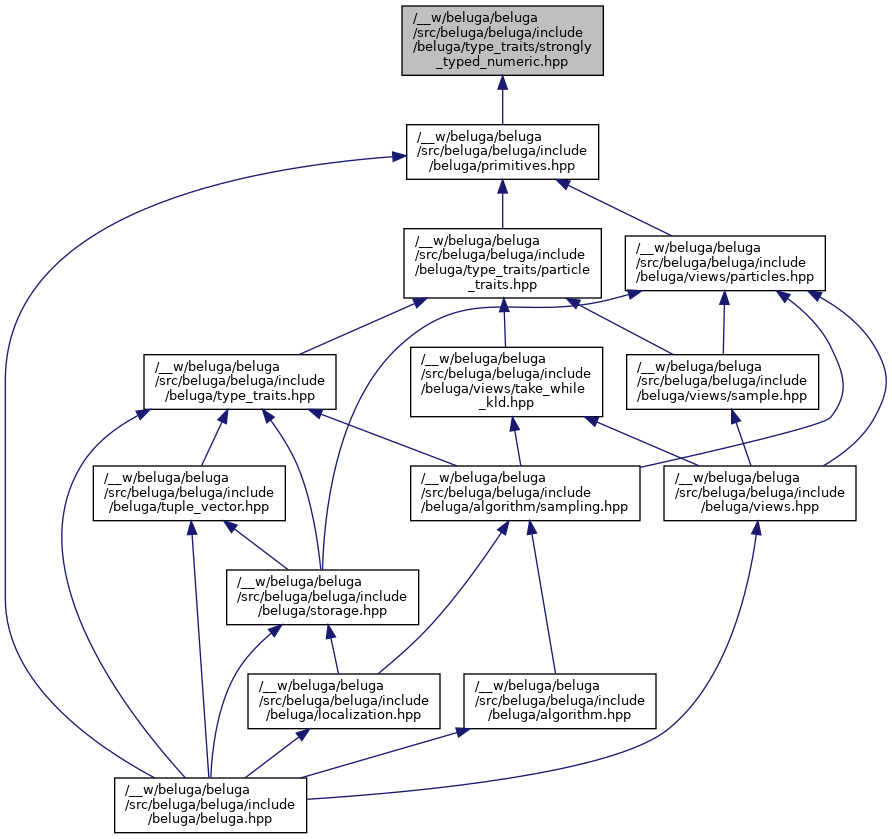 /__w/beluga/beluga
/src/beluga/beluga/include
/beluga/type_traits/strongly
_typed_numeric.hpp
/__w/beluga/beluga
/src/beluga/beluga/include
/beluga/primitives.hpp
/__w/beluga/beluga
/src/beluga/beluga/include
/beluga/type_traits/particle
_traits.hpp
/__w/beluga/beluga
/src/beluga/beluga/include
/beluga/views/particles.hpp
/__w/beluga/beluga
/src/beluga/beluga/include
/beluga/type_traits.hpp
/__w/beluga/beluga
/src/beluga/beluga/include
/beluga/views/take_while
_kld.hpp
/__w/beluga/beluga
/src/beluga/beluga/include
/beluga/views/sample.hpp
/__w/beluga/beluga
/src/beluga/beluga/include
/beluga/tuple_vector.hpp
/__w/beluga/beluga
/src/beluga/beluga/include
/beluga/algorithm/sampling.hpp
/__w/beluga/beluga
/src/beluga/beluga/include
/beluga/views.hpp
/__w/beluga/beluga
/src/beluga/beluga/include
/beluga/storage.hpp
/__w/beluga/beluga
/src/beluga/beluga/include
/beluga/localization.hpp
/__w/beluga/beluga
/src/beluga/beluga/include
/beluga/algorithm.hpp
/__w/beluga/beluga
/src/beluga/beluga/include
/beluga/beluga.hpp